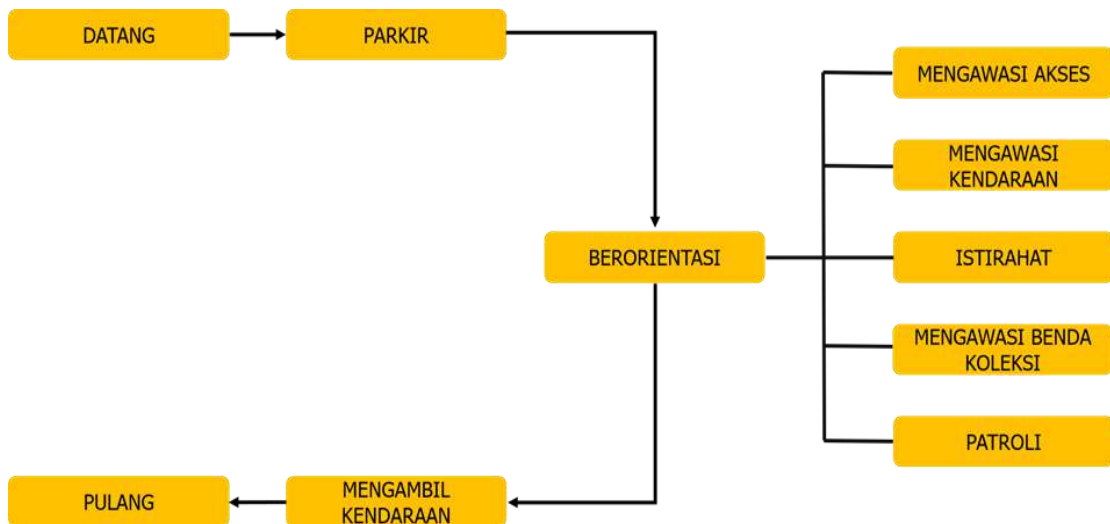 DATANG
PARKIR
MENGAWASI AKSES
MENGAWASI
KENDARAAN
BERORIENTASI
ISTIRAHAT
MENGAWASI BENDA
KOLEKSI
PATROLI
PULANG
MENGAMBIL
KENDARAAN